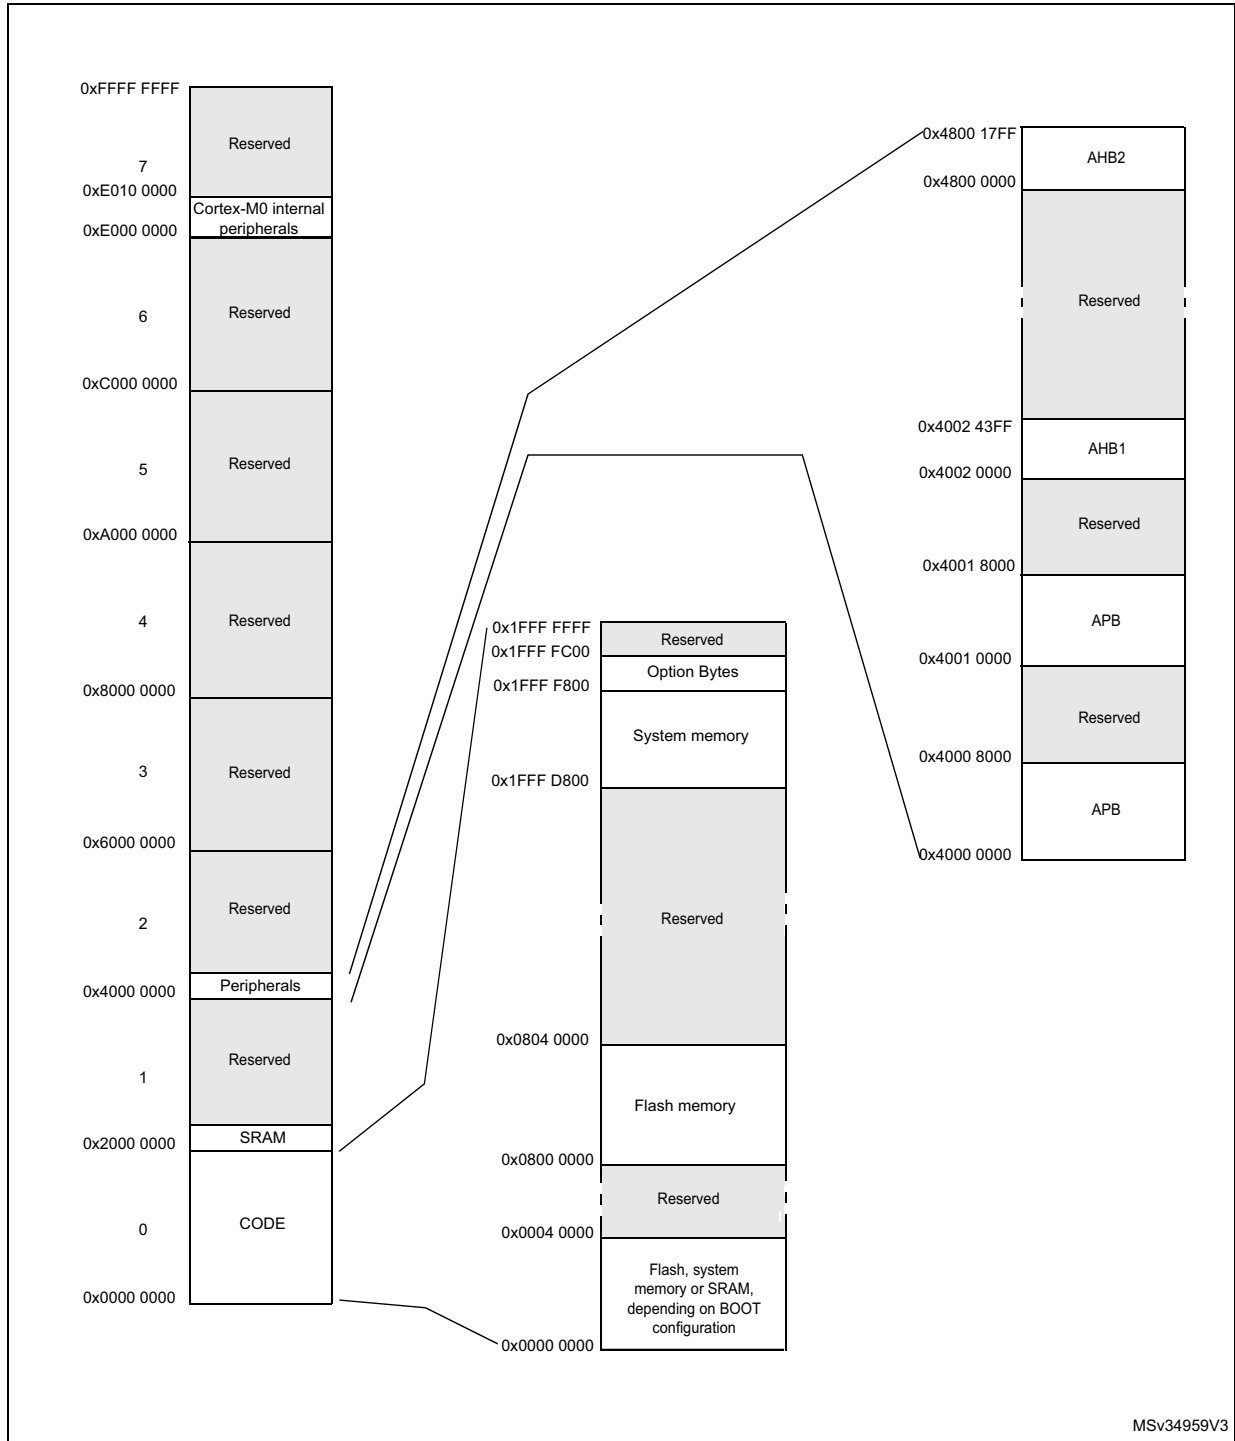 0xFFFF FFFF
Reserved
7
0xE010 0000
Cortex-M0 internal
peripherals
0xE000 0000
Reserved
6
0xC000 0000
Reserved
5
0xA000 0000
Reserved
4
0x8000 0000
Reserved
3
0x6000 0000
Reserved
2
Peripherals
0x4000 0000
Reserved
1
SRAM
0x2000 0000
CODE
0
0x0000 0000
0x1FFF FFFF
Reserved
0x1FFF FC00
Option Bytes
0x1FFF F800
System memory
0x1FFF D800
Reserved
0x0804 0000
Flash memory
0x0800 0000
Reserved
0x0004 0000
Flash, system
memory or SRAM,
depending on BOOT
configuration
0x0000 0000
0x4800 17FF
AHB2
0x4800 0000
Reserved
0x4002 43FF
AHB1
0x4002 0000
Reserved
0x4001 8000
APB
0x4001 0000
Reserved
0x4000 8000
APB
0x4000 0000
MSv34959V3